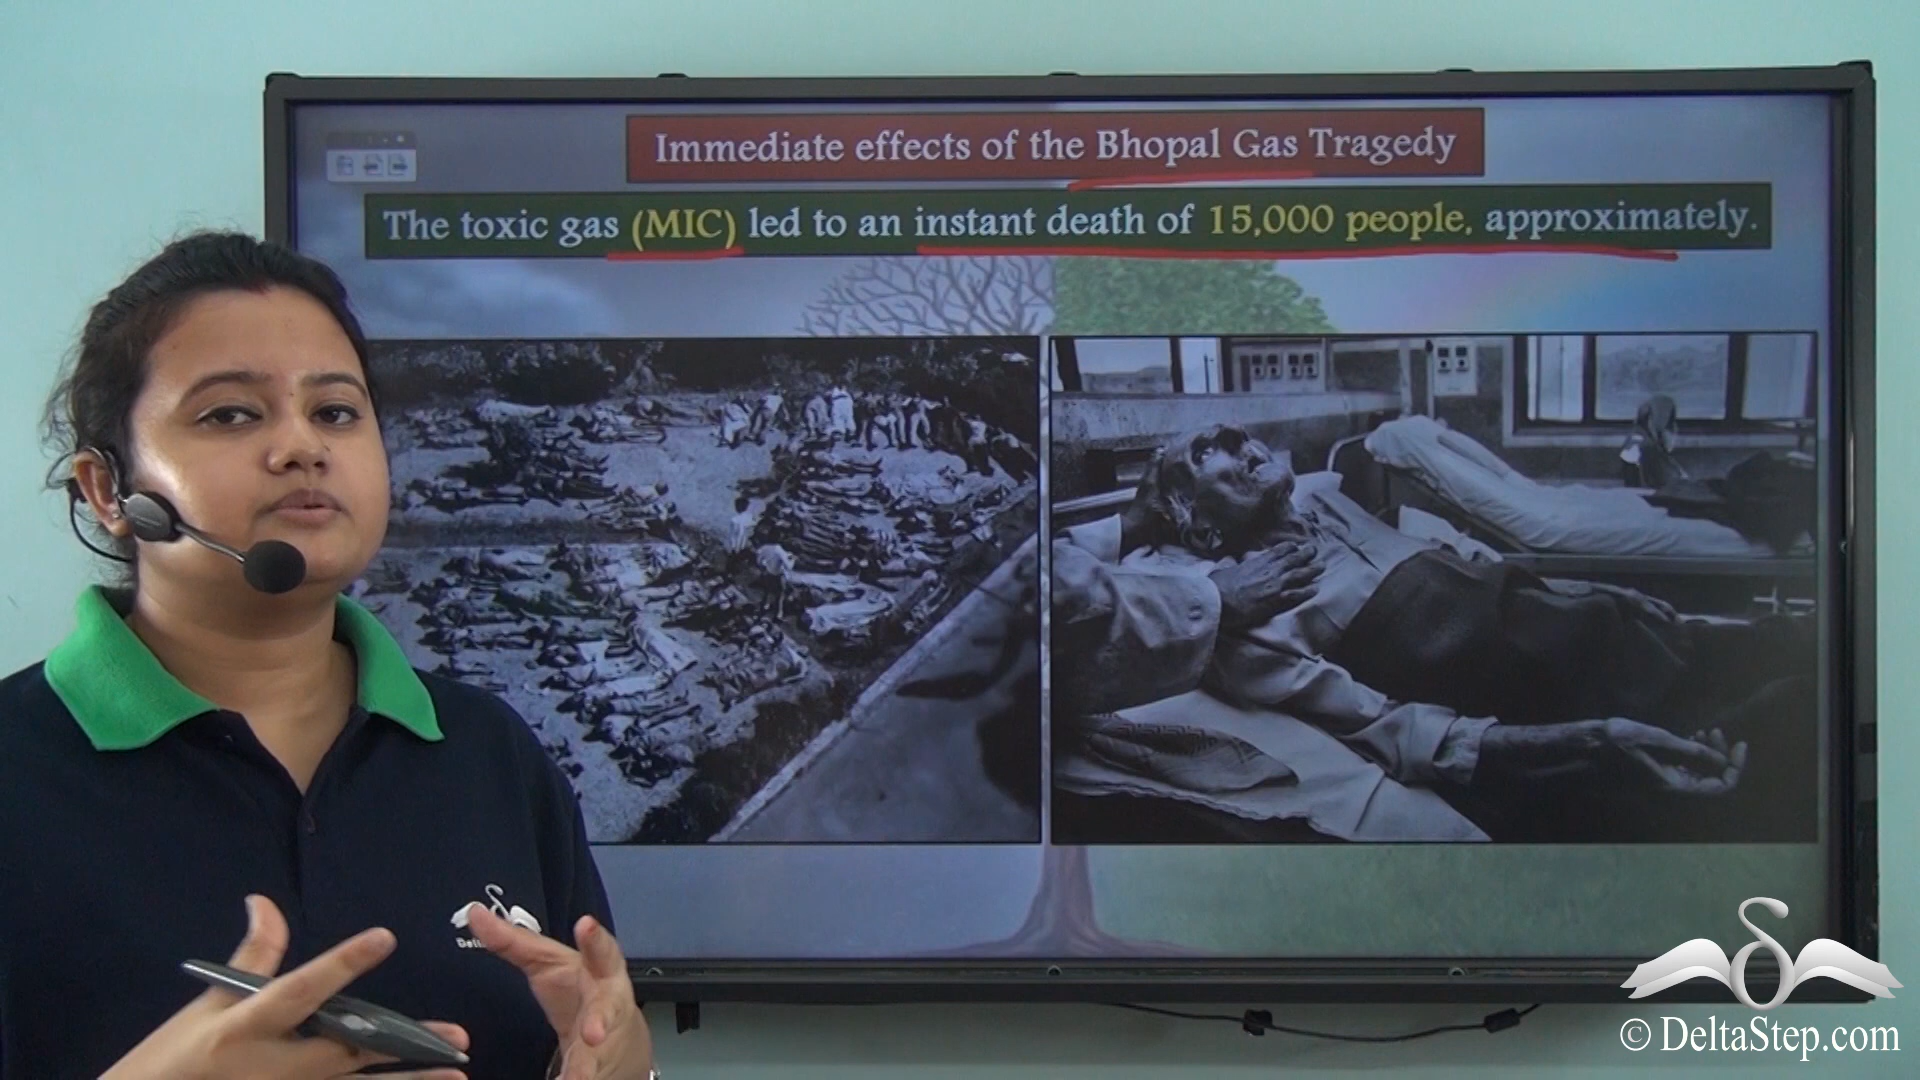 Immediate effects of the Bhopal Gas Tragedy
The toxic gas (MIC) led to an instant death of 15,000 people, approximately.
© DeltaStep.com